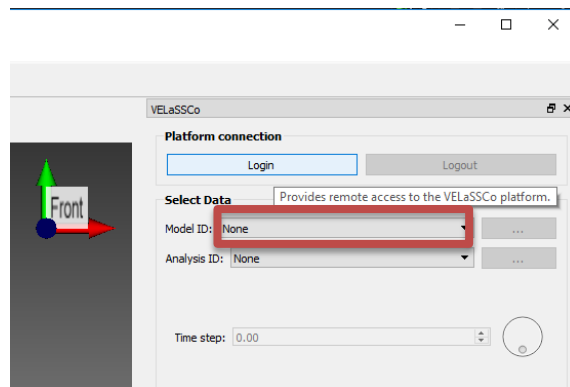 VELaSSCo
Platform connection
Login Logout
Provides remote access to the VELaSSCo platform.
Select Data
Front
Model ID: None ...
Analysis ID: None ...
Time step: 0.00